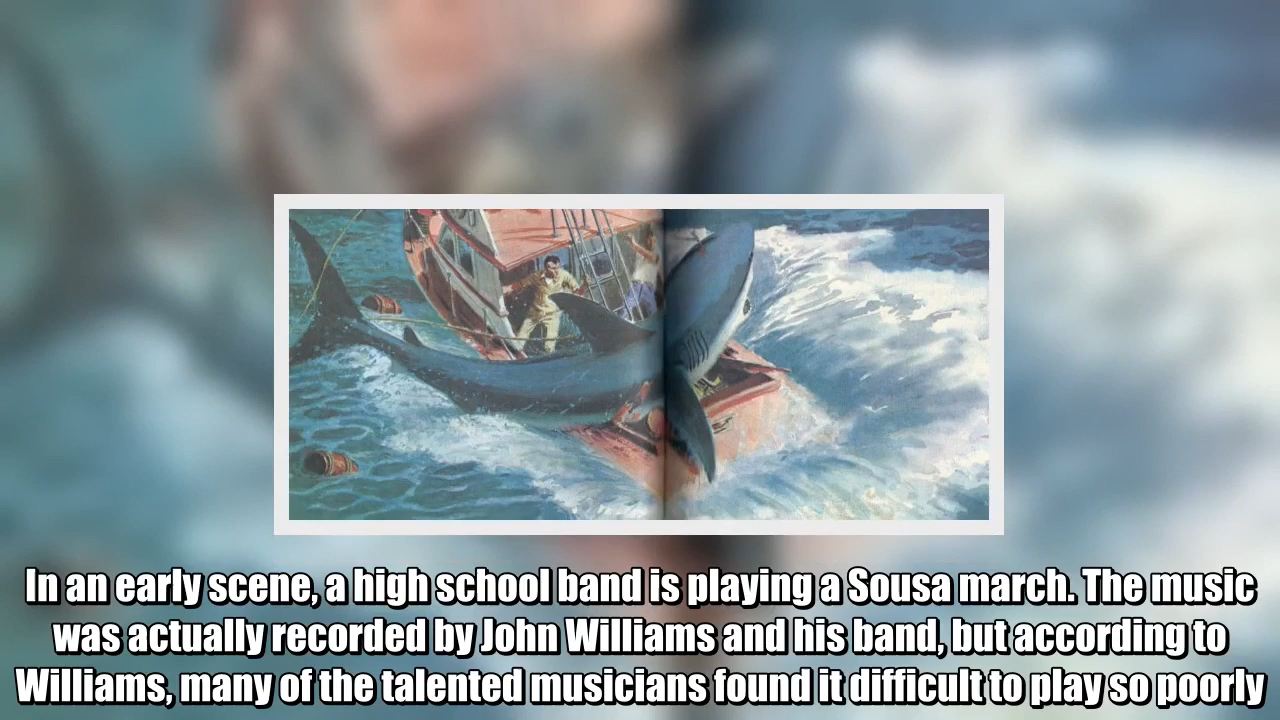 In an early scene, a high school band is playing a Sousa march. The music
was actually recorded by John Williams and his band, but according to
Williams, many of the talented musicians found it difficult to play so poorly